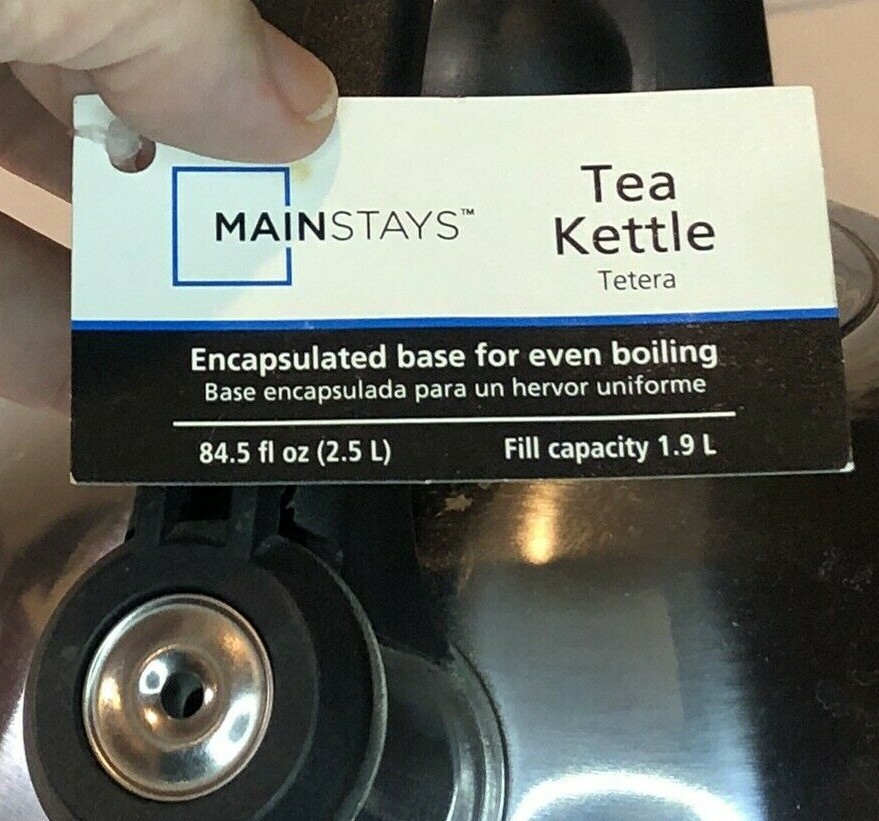 MAINSTAYS™
Tea
Kettle
Tetera
Encapsulated base for even boiling
Base encapsulada para un hervor uniforme
84.5 fl oz (2.5 L) Fill capacity 1.9 L